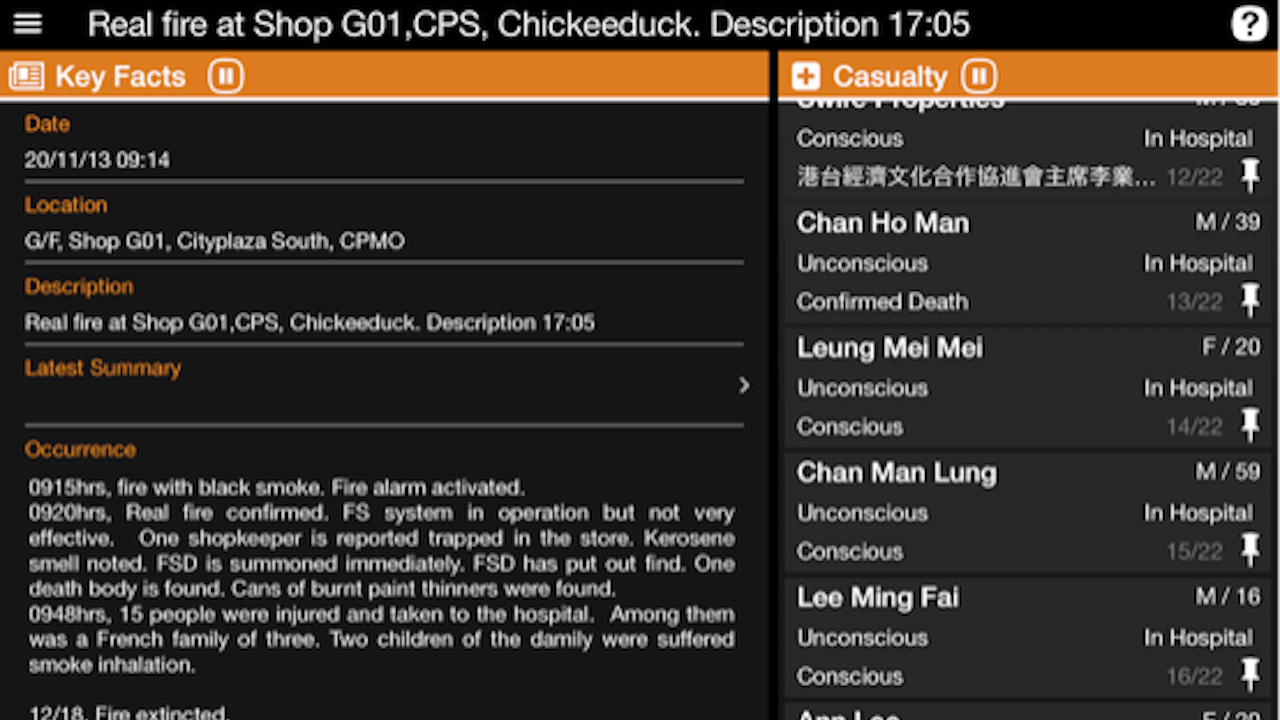 Real fire at Shop G01,CPS, Chickeeduck. Description 17:05
?
Key Facts
Date
20/11/13 09:14
Location
G/F, Shop G01, Cityplaza South, CPMO
Description
Real fire at Shop G01,CPS, Chickeeduck. Description 17:05
Latest Summary
Occurrence
0915hrs, fire with black smoke. Fire alarm activated.
0920hrs, Real fire confirmed. FS system in operation but not very
effective. One shopkeeper is reported trapped in the store. Kerosene
smell noted. FSD is summoned immediately. FSD has put out find. One
death body is found. Cans of burnt paint thinners were found.
0948hrs, 15 people were injured and taken to the hospital. Among them
was a French family of three. Two children of the damily were suffered
smoke inhalation.
12/18, Fire extincted.
Casualty
Swire Properties
Conscious In Hospital
港台經濟文化合作協進會主席李業... 12/22
Chan Ho Man M / 39
Unconscious In Hospital
Confirmed Death 13/22
Leung Mei Mei F / 20
Unconscious In Hospital
Conscious 14/22
Chan Man Lung M / 59
Unconscious In Hospital
Conscious 15/22
Lee Ming Fai M / 16
Unconscious In Hospital
Conscious 16/22
Ann Lee